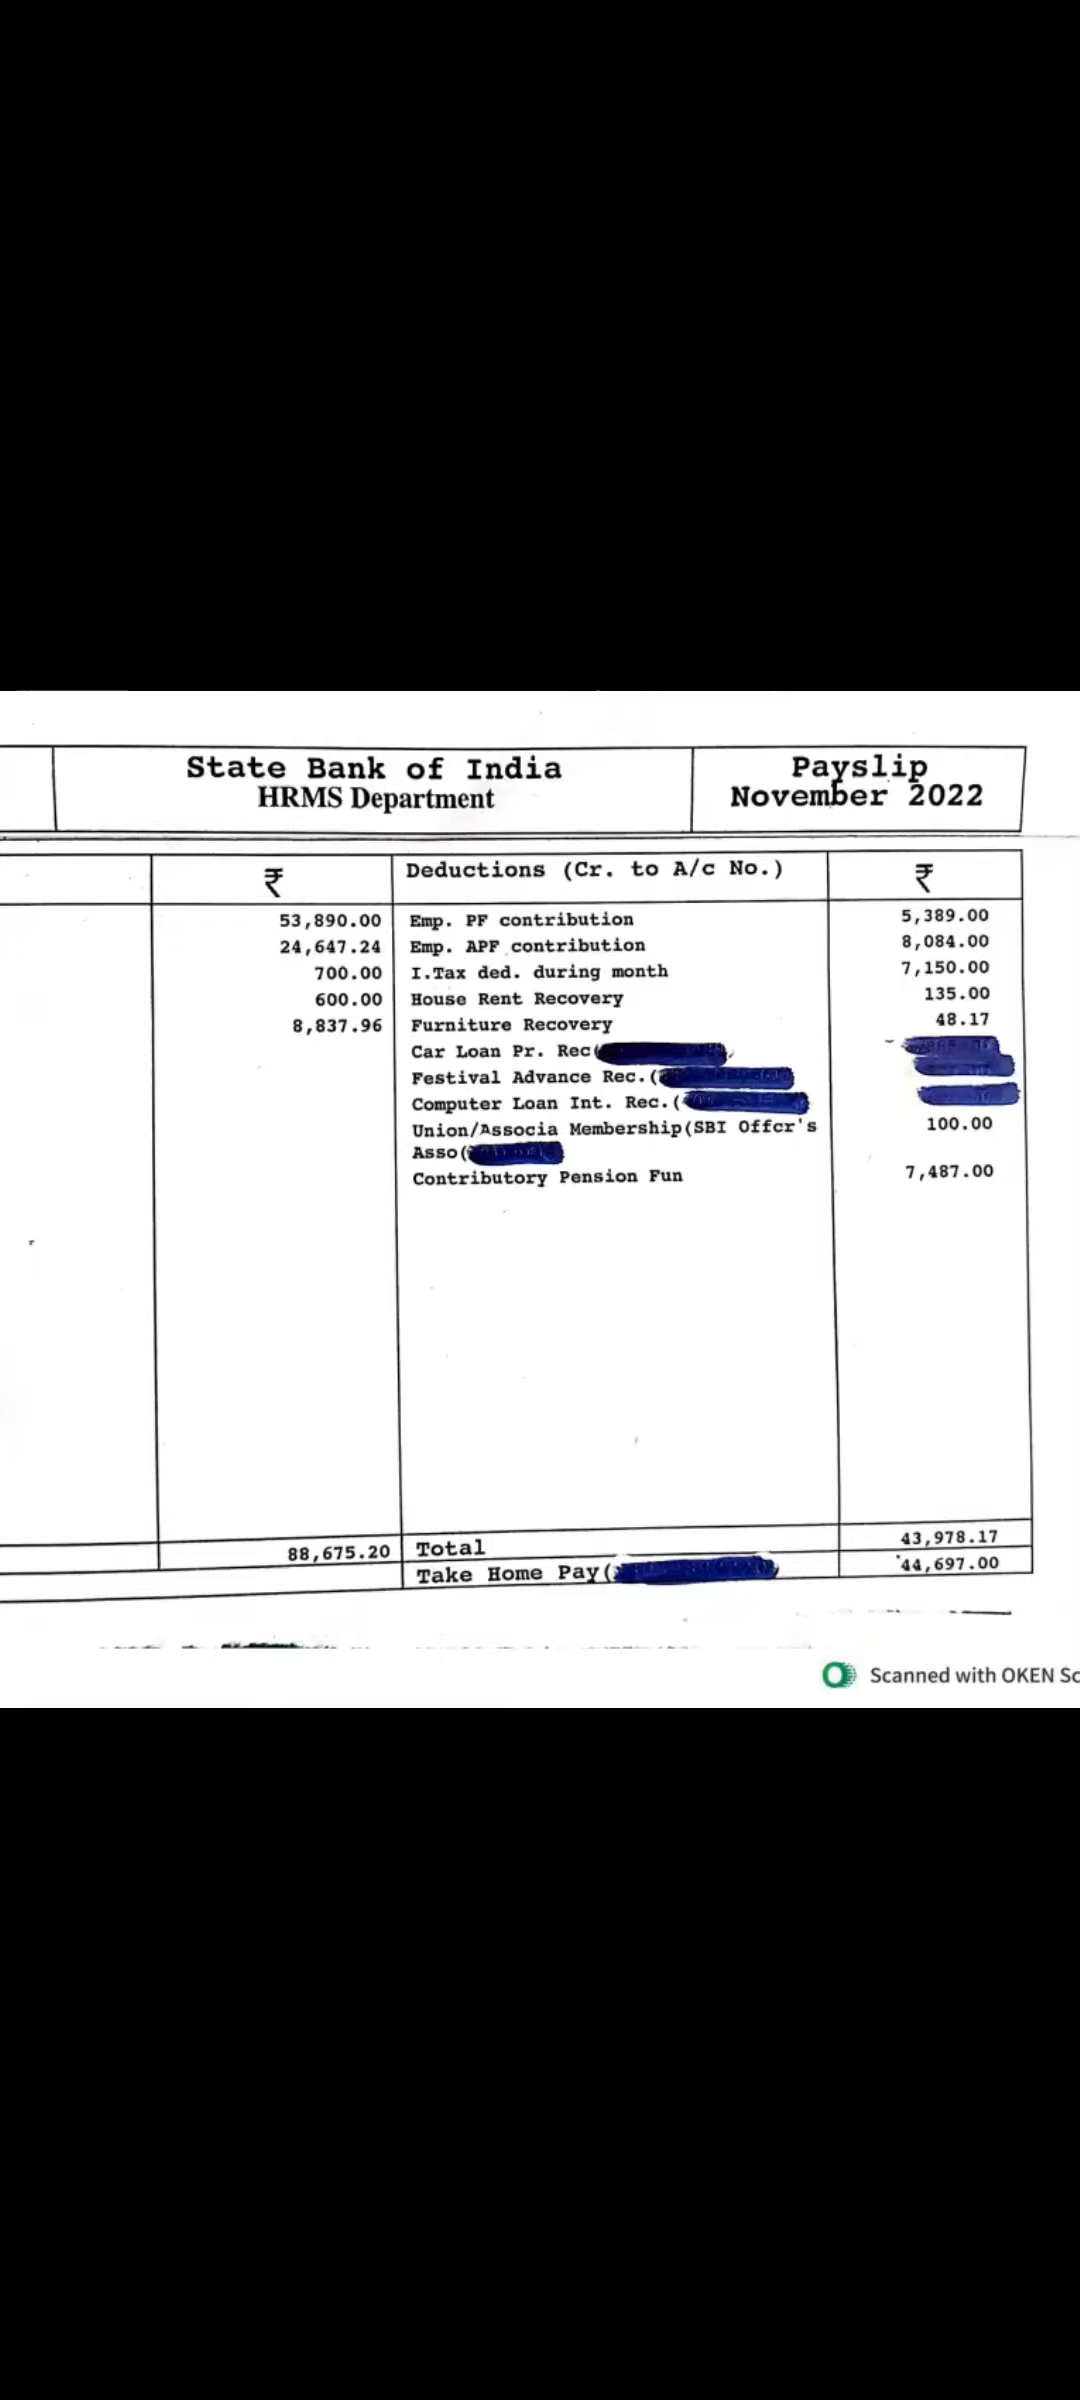 State Bank of India
HRMS Department
Payslip
November 2022
₹ Deductions (Cr. to A/c No.) ₹
53,890.00 Emp. PF contribution 5,389.00
24,647.24 Emp. APF contribution 8,084.00
700.00 I.Tax ded. during month 7,150.00
600.00 House Rent Recovery 135.00
8,837.96 Furniture Recovery 48.17
Car Loan Pr. Rec(
Festival Advance Rec.(
Computer Loan Int. Rec.(
Union/Associa Membership(SBI Offcr's 100.00
Asso(
Contributory Pension Fun 7,487.00
88,675.20 Total 43,978.17
Take Home Pay( 44,697.00
Scanned with OKEN Sc